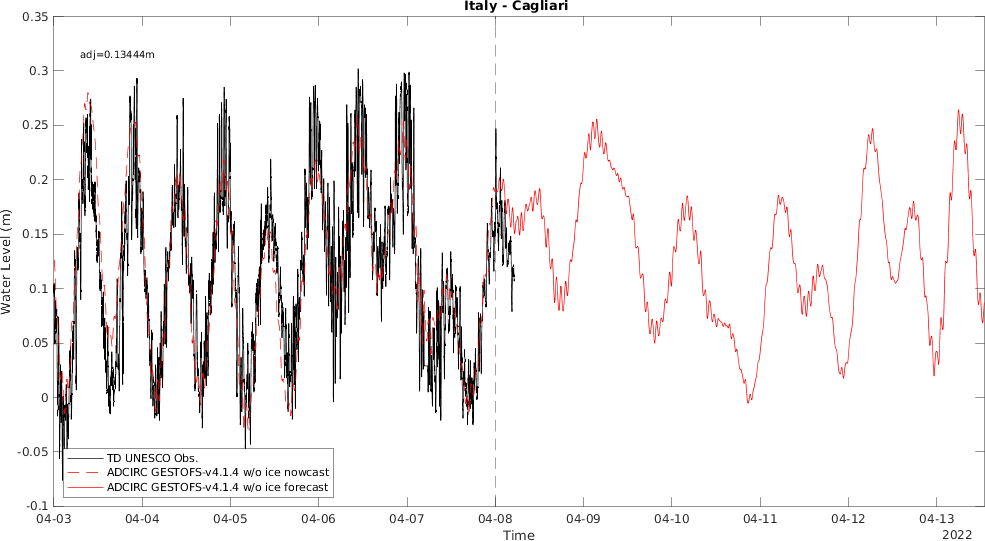 Italy - Cagliari
0.35
adj=0.13444m
0.3
0.25
0.2
0.15
0.1
0.05
0
-0.05
-0.1
Water Level (m)
TD UNESCO Obs.
ADCIRC GESTOFS-v4.1.4 w/o ice nowcast
ADCIRC GESTOFS-v4.1.4 w/o ice forecast
04-03 04-04 04-05 04-06 04-07 04-08 04-09 04-10 04-11 04-12 04-13
Time
2022